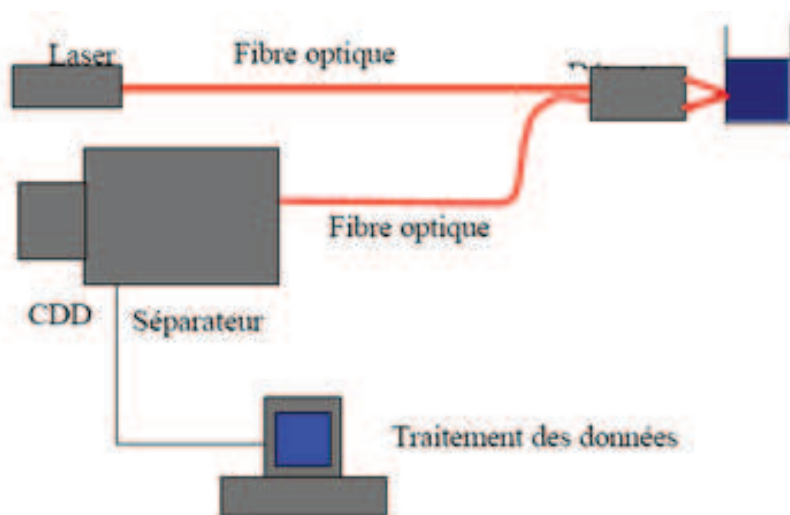 Laser
Fibre optique
Fibre optique
CDD
Séparateur
Traitement des données